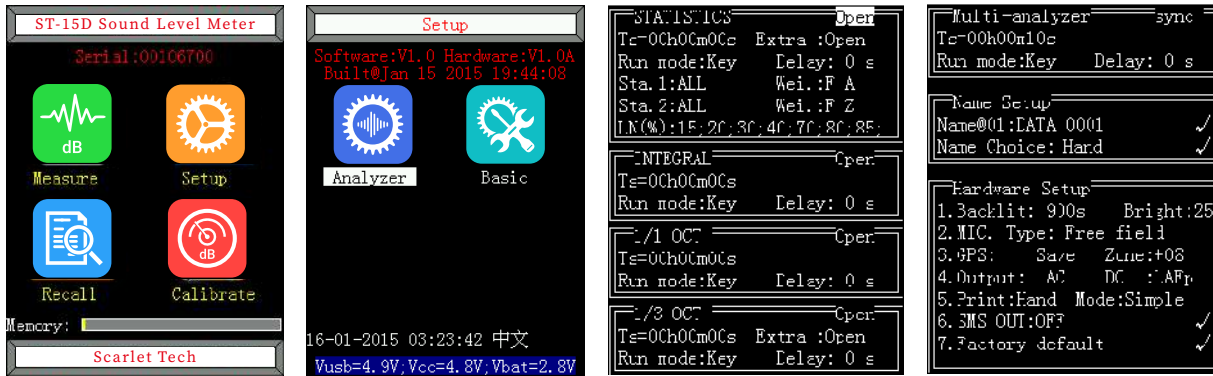 ST-15D Sound Level Meter
Serial:00106700
dB
Measure Setup
dB
Recall Calibrate
Memory:
Scarlet Tech
Setup
Software:V1.0 Hardware:V1.0A
Built@Jan 15 2015 19:44:08
Analyzer Basic
16-01-2015 03:23:42 中文
Vusb=4.9V;Vcc=4.8V;Vbat=2.8V
STATISTICS Open
Ts=00h00m00s Extra :Open
Run mode:Key Delay: 0 s
Sta.1:ALL Wei.:F A
Sta.2:ALL Wei.:F Z
LN(%):15;20;30;40;70;80;85;
INTEGRAL Open
Ts=00h00m00s
Run mode:Key Delay: 0 s
1/1 OCT Open
Ts=00h00m00s
Run mode:Key Delay: 0 s
1/3 OCT Open
Ts=00h00m00s Extra :Open
Run mode:Key Delay: 0 s
Multi-analyzer sync
Ts=00h00m10s
Run mode:Key Delay: 0 s
Name Setup
Name@01:DATA 0001 ✓
Name Choice: Hand ✓
Hardware Setup
1.Backlit: 900s Bright:25
2.MIC. Type: Free field
3.GPS: Save Zone:+08
4.Output: AC DC :LAFp
5.Print:Hand Mode:Simple
6.SMS OUT:OFF ✓
7.Factory default ✓